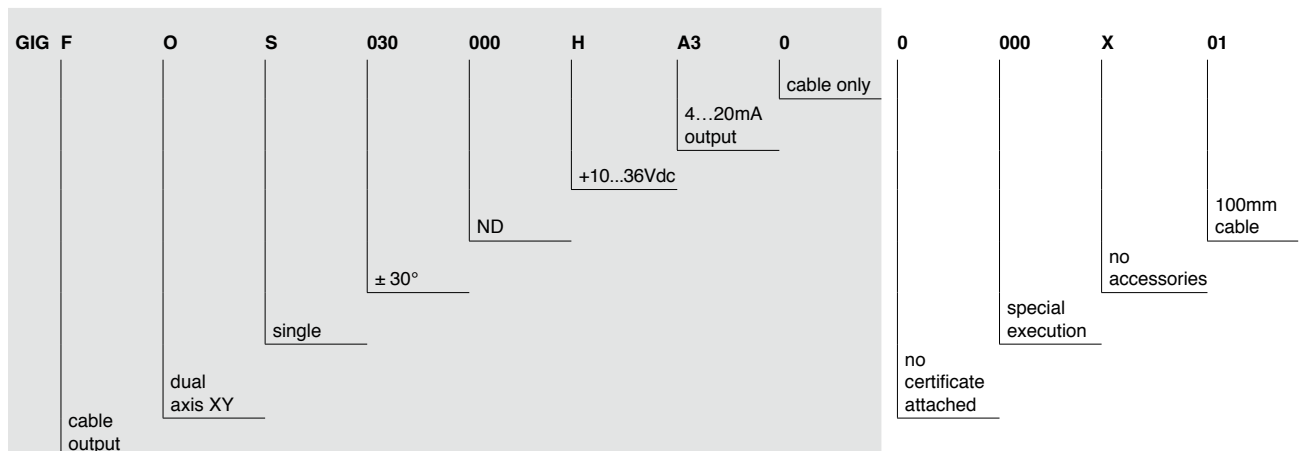 GIG F O S 030 000 H A3 0 0 000 X 01
cable only
4…20mA
output
+10...36Vdc
100mm
cable
ND
no
accessories
± 30°
special
execution
single
no
certificate
attached
dual
axis XY
cable
output